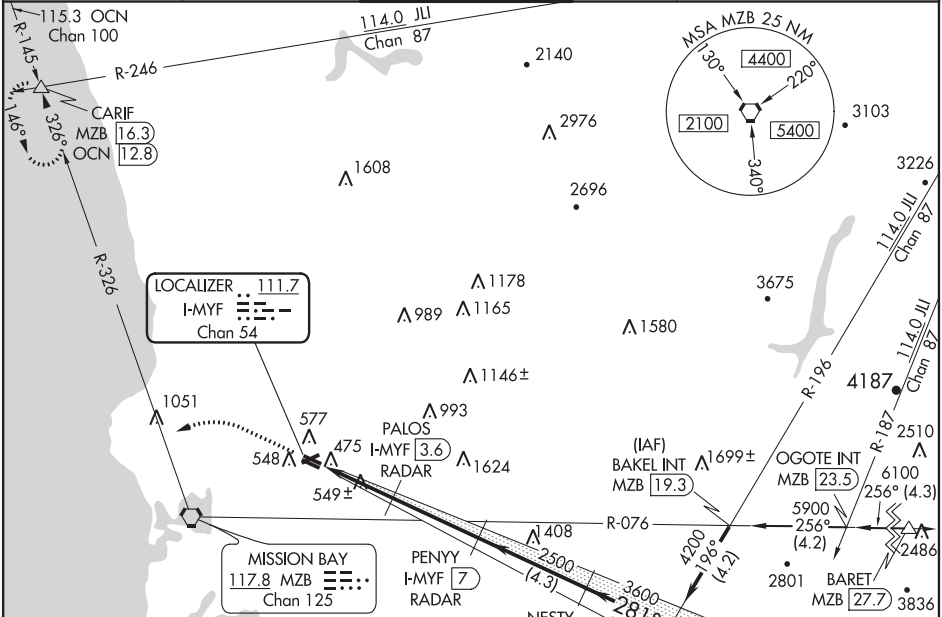 115.3 OCN
Chan 100
R-145
114.0 JLI
Chan 87
R-246
CARIF
MZB 16.3
OCN 12.8
146°
326°
R-326
2140
2976
1608
2696
MSA MZB 25 NM
130°
4400
220°
2100
5400
340°
3103
3226
114.0 JLI
Chan 87
LOCALIZER 111.7
I-MYF
Chan 54
1178
1165
989
1580
3675
1146±
993
1051
577
475
548
549±
PALOS
I-MYF 3.6
RADAR
1624
R-196
114.0 JLI
Chan 87
4187
R-187
2510
(IAF)
BAKEL INT
MZB 19.3
1699±
OGOTE INT
MZB 23.5
6100
256° (4.3)
5900
256°
(4.2)
R-076
1408
4200
196°
(4.2)
2486
MISSION BAY
117.8 MZB
Chan 125
PENYY
I-MYF 7
RADAR
2500
(4.3)
3600
2801
BARET
MZB 27.7
3836